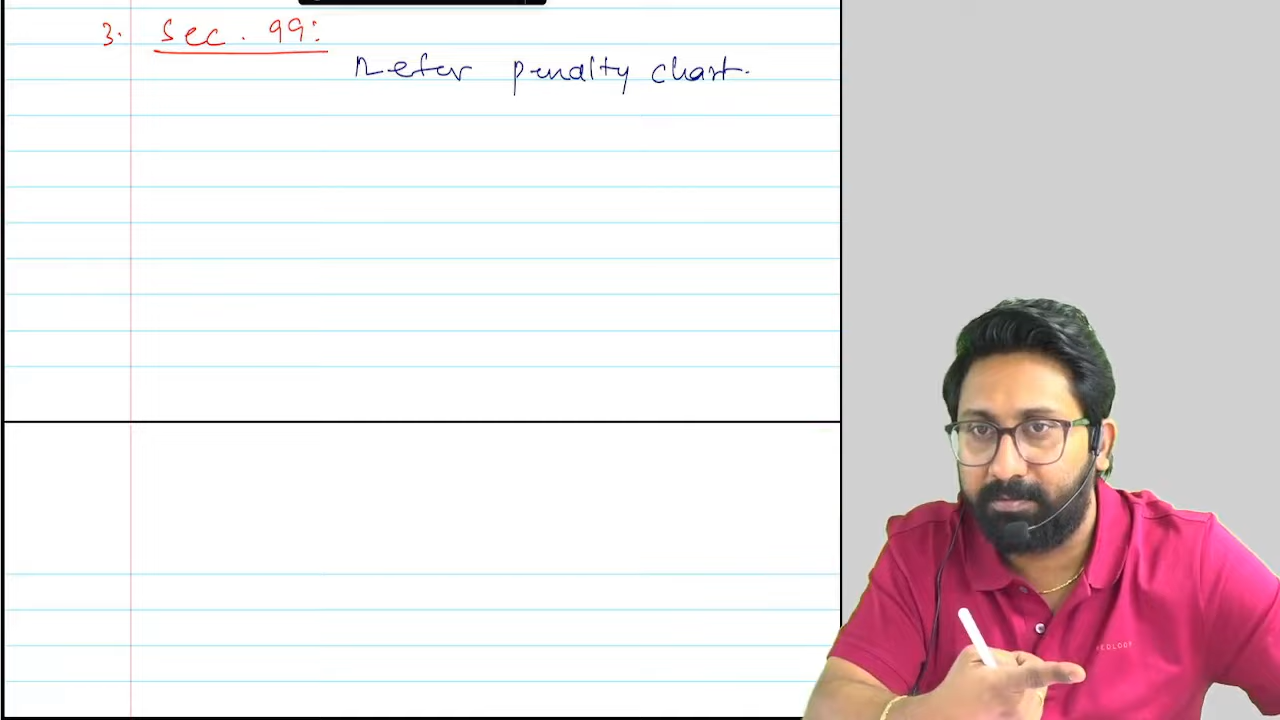 3. Sec. 99:
Refer penalty chart.